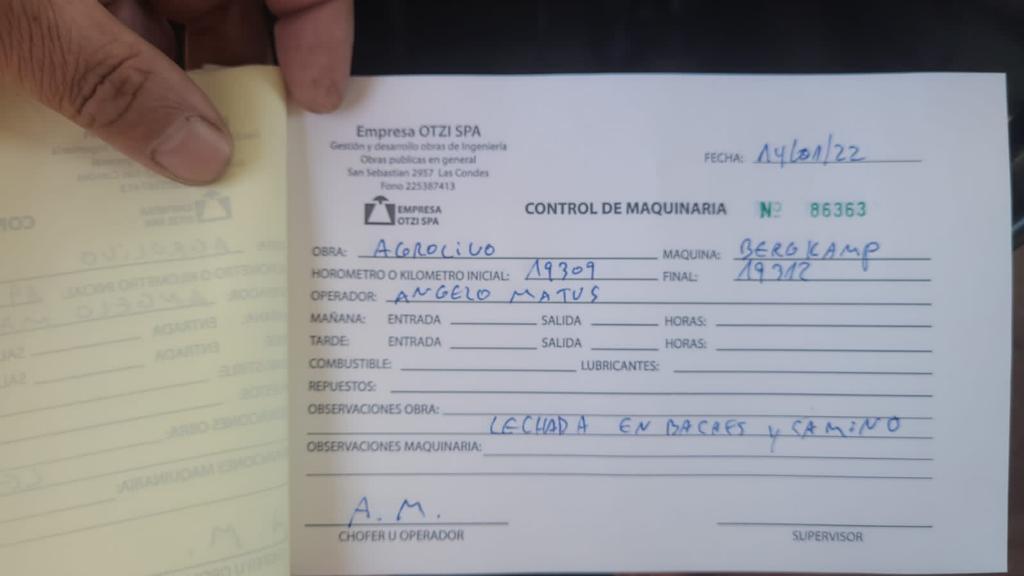 Empresa OTZI SPA
Gestión y desarrollo obras de Ingeniería
Obras publicas en general
San Sebastian 2957 Las Condes
Fono 225387413
EMPRESA
OTZI SPA
FECHA: 14/01/22
CONTROL DE MAQUINARIA Nº 86363
OBRA: AGROLIVO MAQUINA: BERGKAMP
HOROMETRO O KILOMETRO INICIAL: 19309 FINAL: 19312
OPERADOR: ANGELO MATUS
MAÑANA: ENTRADA SALIDA HORAS:
TARDE: ENTRADA SALIDA HORAS:
COMBUSTIBLE: LUBRICANTES:
REPUESTOS:
OBSERVACIONES OBRA:
LECHADA EN BACHES y CAMINO
OBSERVACIONES MAQUINARIA:
A. M.
CHOFER U OPERADOR SUPERVISOR